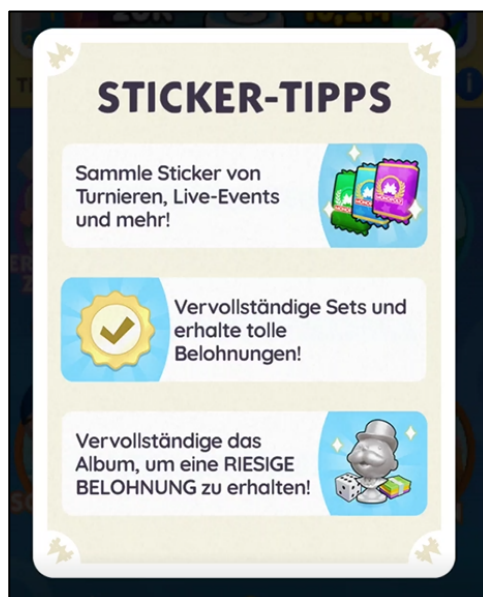 STICKER-TIPPS
Sammle Sticker von
Turnieren, Live-Events
und mehr!
Vervollständige Sets und
erhalte tolle
Belohnungen!
Vervollständige das
Album, um eine RIESIGE
BELOHNUNG zu erhalten!